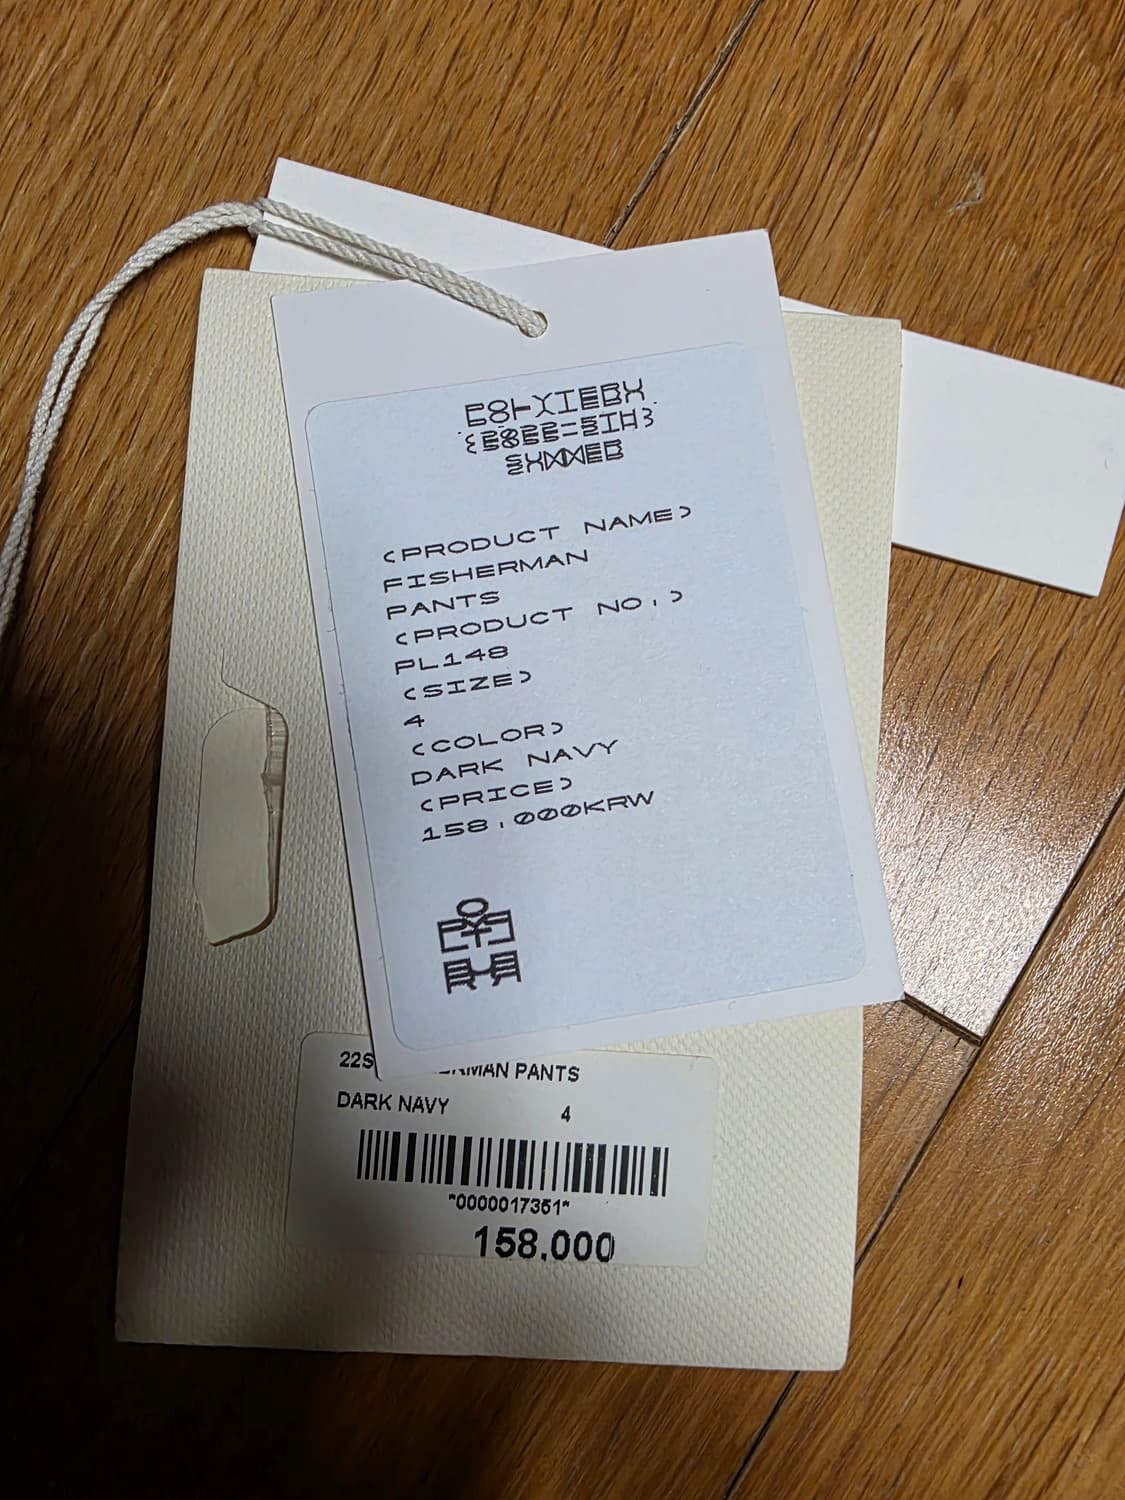 <PRODUCT NAME>
FISHERMAN
PANTS
<PRODUCT NO.>
PL148
<SIZE>
4
<COLOR>
DARK NAVY
<PRICE>
158,000KRW
22S
PANTS
DARK NAVY 4
*0000017351*
158,000